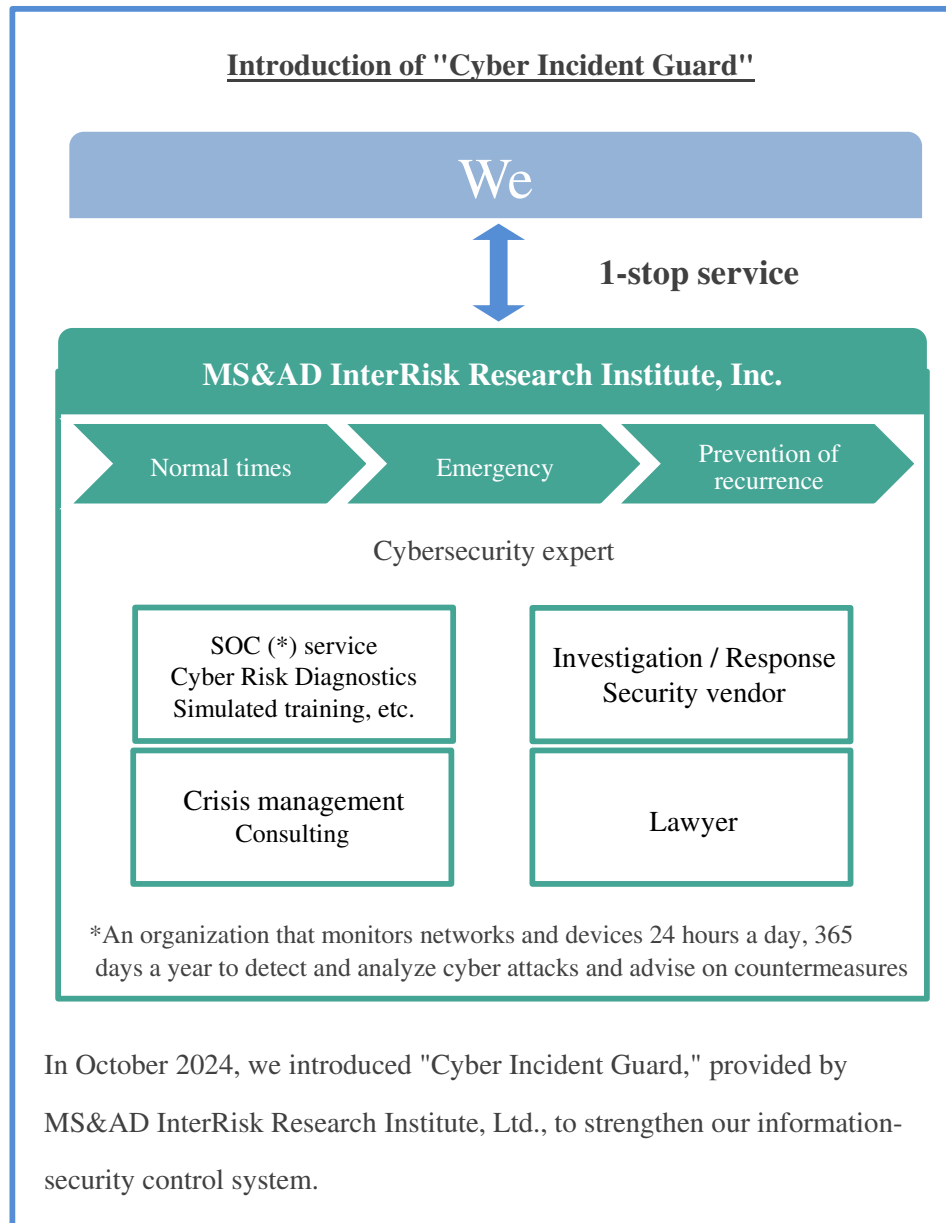 Introduction of "Cyber Incident Guard"
We
1-stop service
MS&AD InterRisk Research Institute, Inc.
Normal times
Emergency
Prevention of
recurrence
Cybersecurity expert
SOC (*) service
Cyber Risk Diagnostics
Simulated training, etc.
Investigation / Response
Security vendor
Crisis management
Consulting
Lawyer
*An organization that monitors networks and devices 24 hours a day, 365
days a year to detect and analyze cyber attacks and advise on countermeasures
In October 2024, we introduced "Cyber Incident Guard," provided by
MS&AD InterRisk Research Institute, Ltd., to strengthen our information-
security control system.